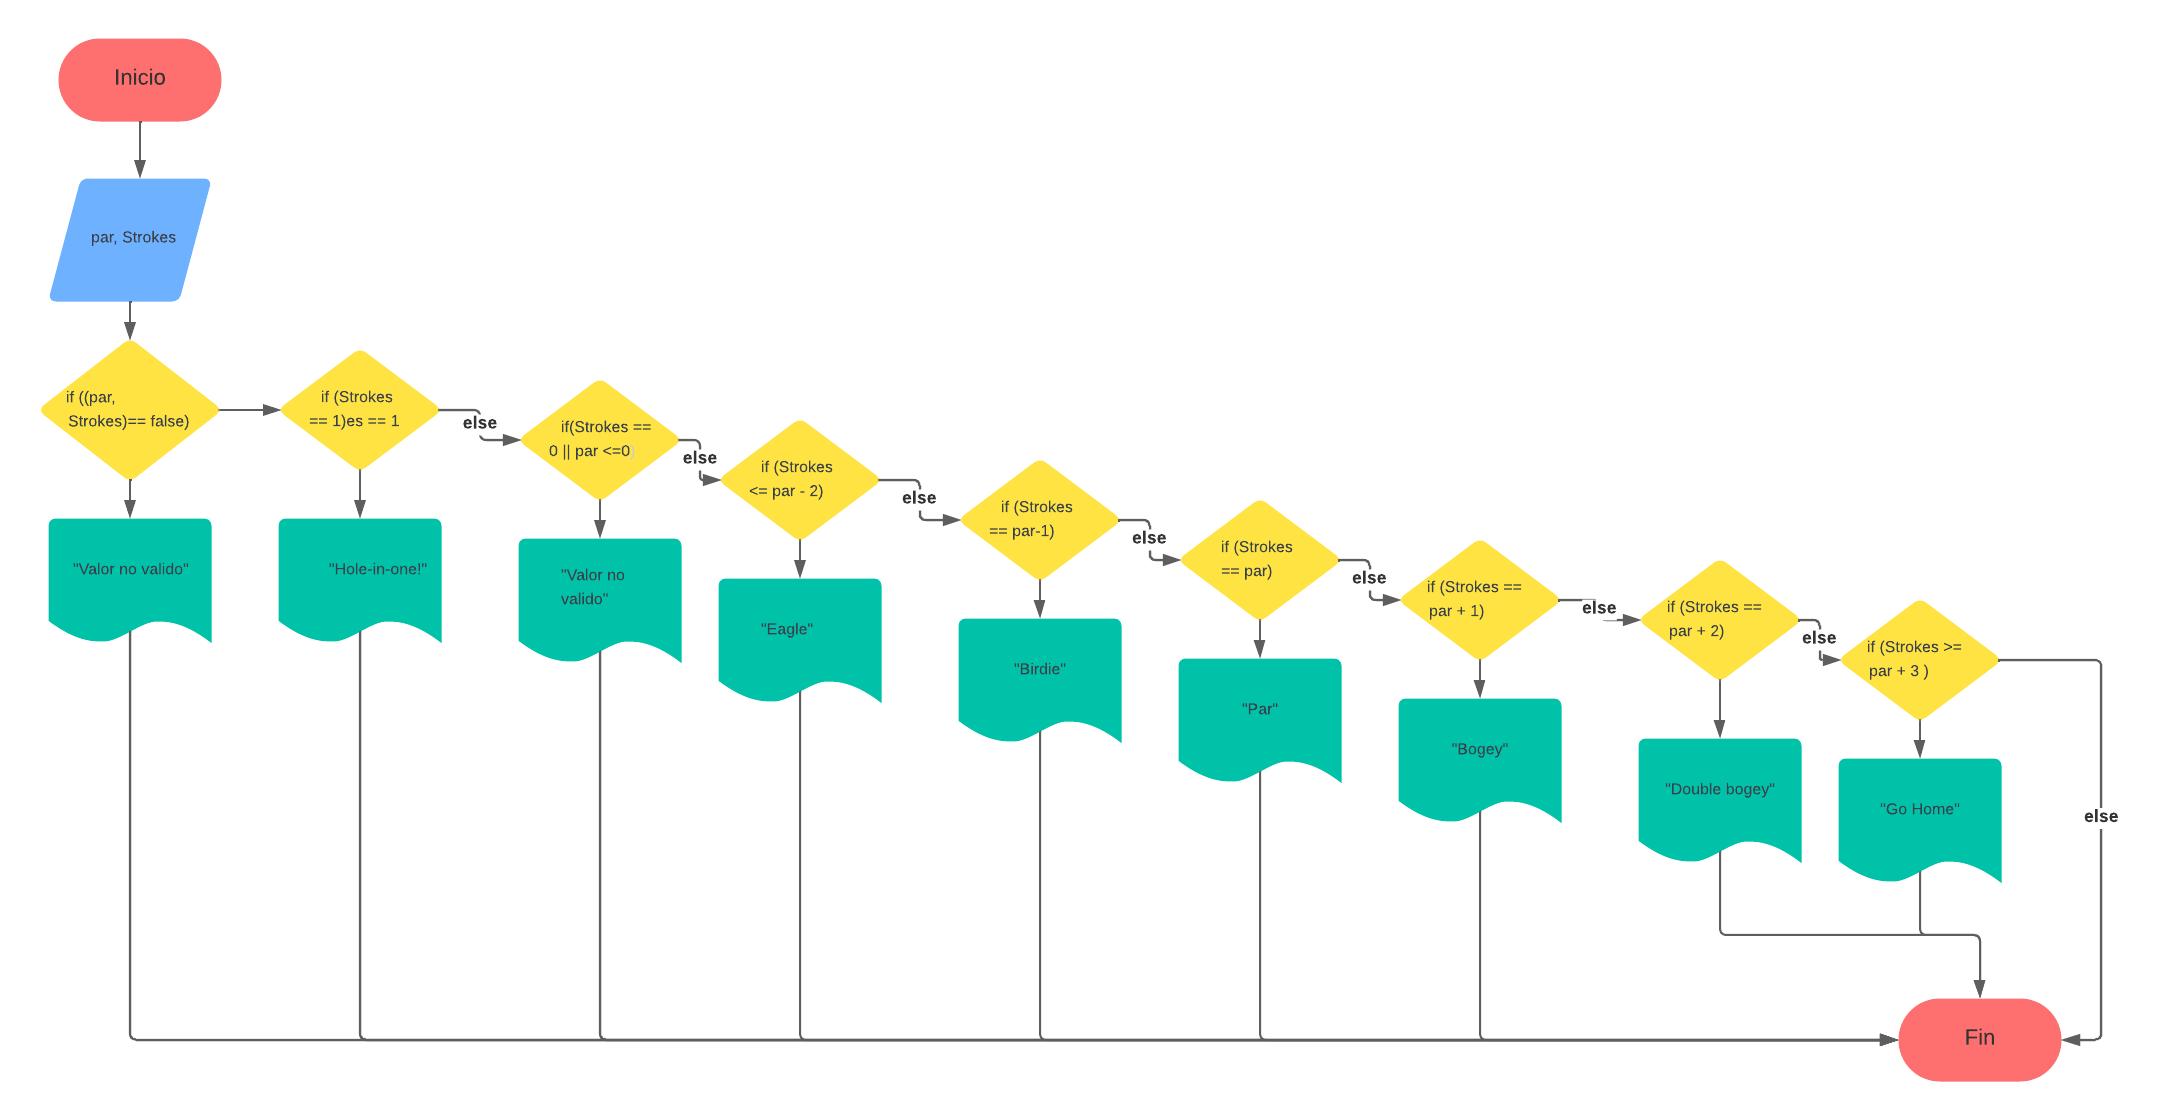 Inicio
par, Strokes
if ((par,
Strokes)== false)
"Valor no valido"
if (Strokes
== 1)es == 1
"Hole-in-one!"
else
if(Strokes ==
0 || par <=0)
"Valor no
valido"
else
if (Strokes
<= par - 2)
"Eagle"
else
if (Strokes
== par-1)
"Birdie"
else
if (Strokes
== par)
"Par"
else
if (Strokes ==
par + 1)
"Bogey"
else
if (Strokes ==
par + 2)
"Double bogey"
else
if (Strokes >=
par + 3 )
"Go Home"
else
Fin